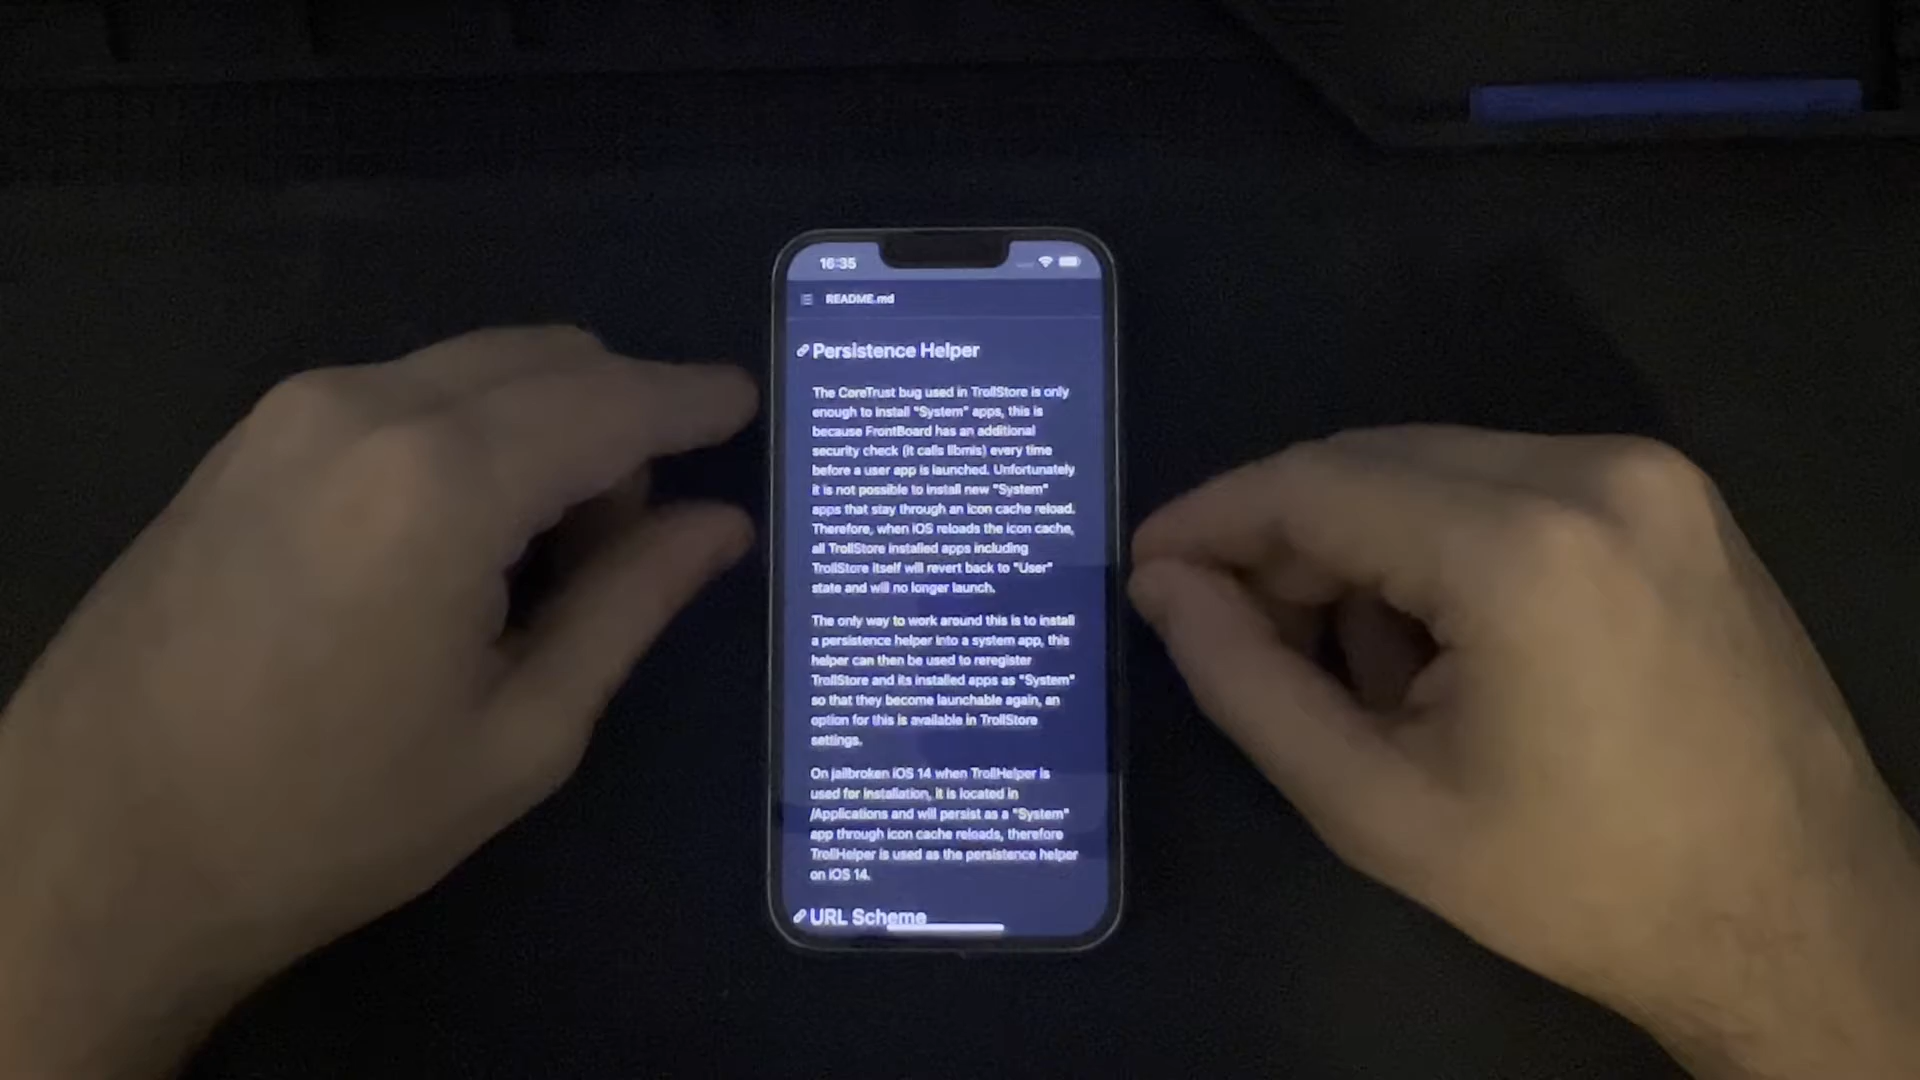 16:35
README.md
Persistence Helper
The CoreTrust bug used in TrollStore is only
enough to install "System" apps, this is
because FrontBoard has an additional
security check (it calls libmis) every time
before a user app is launched. Unfortunately
it is not possible to install new "System"
apps that stay through an icon cache reload.
Therefore, when iOS reloads the icon cache,
all TrollStore installed apps including
TrollStore itself will revert back to "User"
state and will no longer launch.
The only way to work around this is to install
a persistence helper into a system app, this
helper can then be used to reregister
TrollStore and its installed apps as "System"
so that they become launchable again, an
option for this is available in TrollStore
settings.
On jailbroken iOS 14 when TrollHelper is
used for installation, it is located in
/Applications and will persist as a "System"
app through icon cache reloads, therefore
TrollHelper is used as the persistence helper
on iOS 14.
URL Scheme